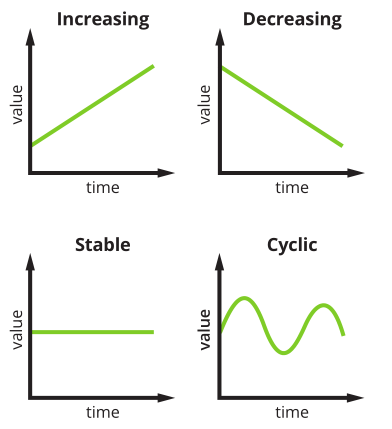 Increasing
value
time
Decreasing
value
time
Stable
value
time
Cyclic
value
time